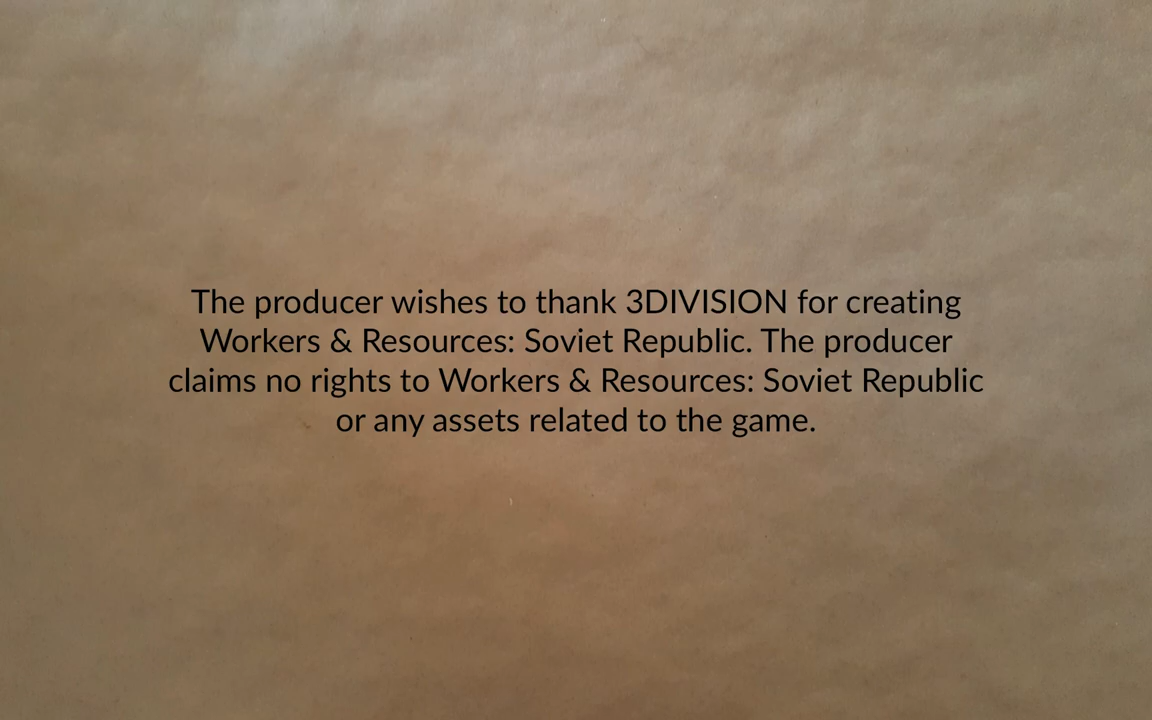 The producer wishes to thank 3DIVISION for creating
Workers & Resources: Soviet Republic. The producer
claims no rights to Workers & Resources: Soviet Republic
or any assets related to the game.